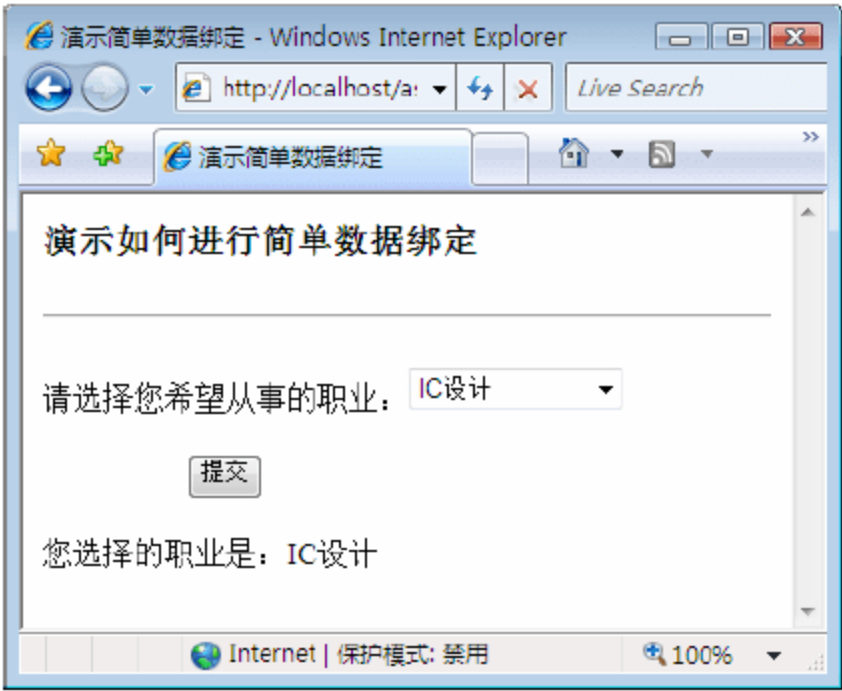 演示简单数据绑定 - Windows Internet Explorer
http://localhost/a
Live Search
演示简单数据绑定
演示如何进行简单数据绑定
请选择您希望从事的职业： IC设计
提交
您选择的职业是：IC设计
Internet | 保护模式: 禁用 100%